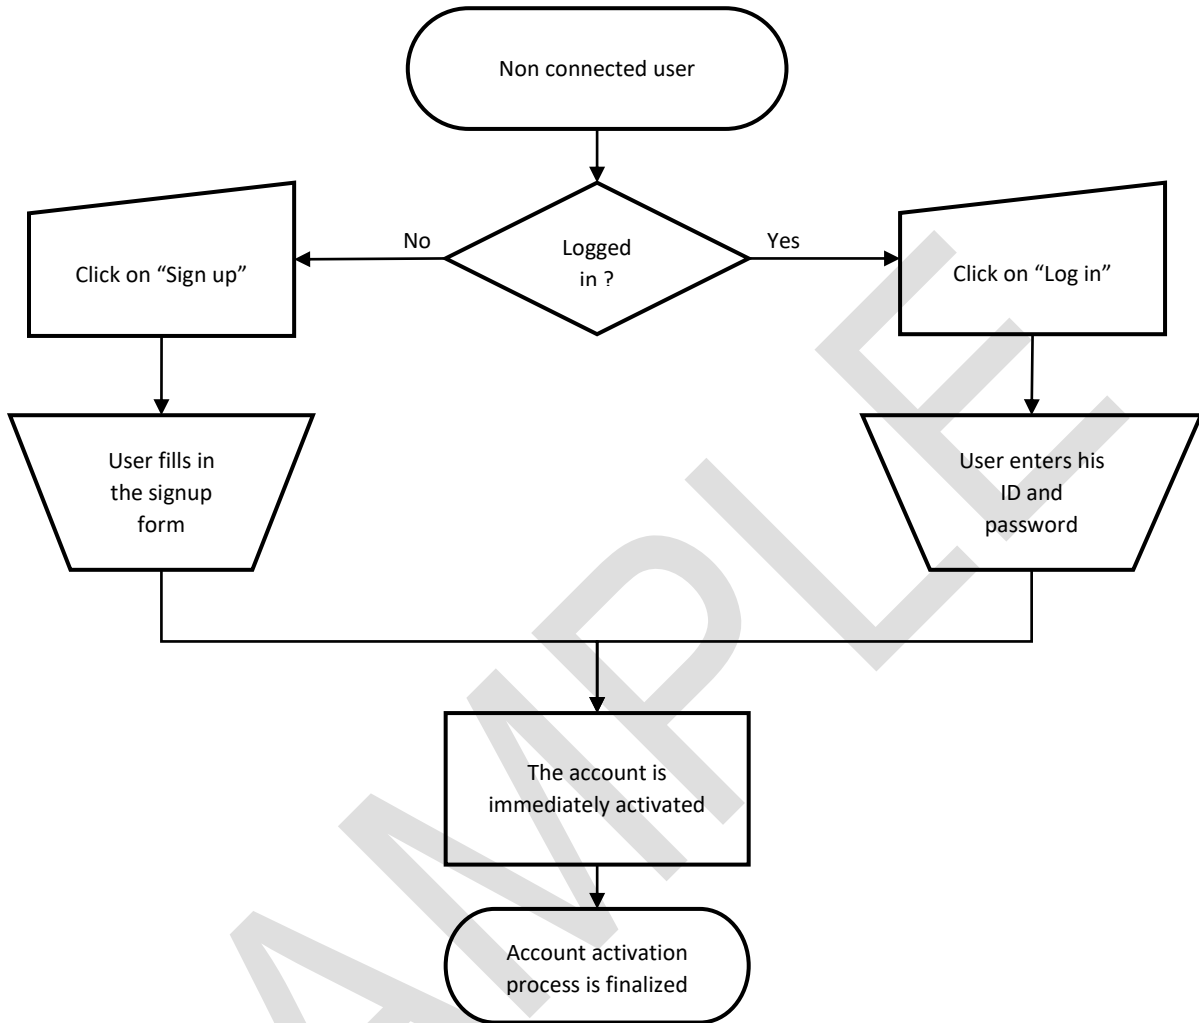 Non connected user
No
Logged
in ?
Yes
Click on “Sign up”
Click on “Log in”
User fills in
the signup
form
User enters his
ID and
password
The account is
immediately activated
Account activation
process is finalized
AMPLE